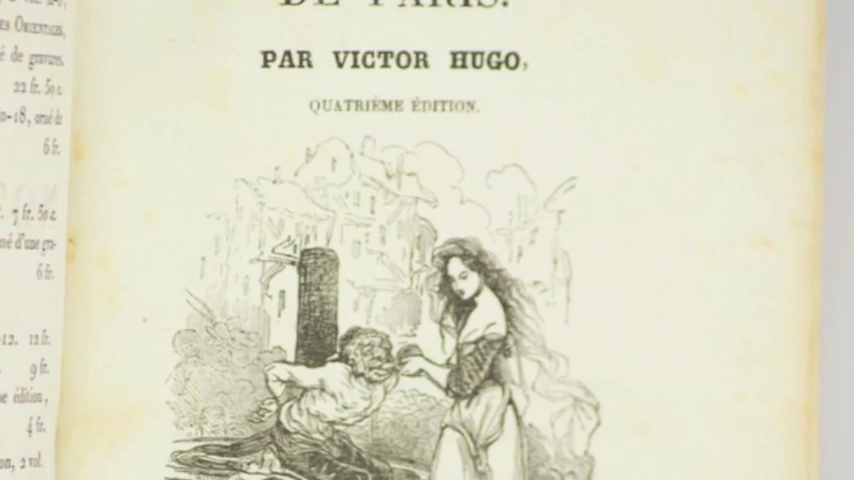 ES ORIENTALES,
é de gravures.
22 fr. 50 c.
n-18, orné de
6 fr.
7 fr. 50 c.
né d'une gra-
6 fr.
12. 12 fr.
9 fr.
e édition,
4 fr.
on, 2 vol.
DE PARIS.
PAR VICTOR HUGO,
QUATRIÈME ÉDITION.